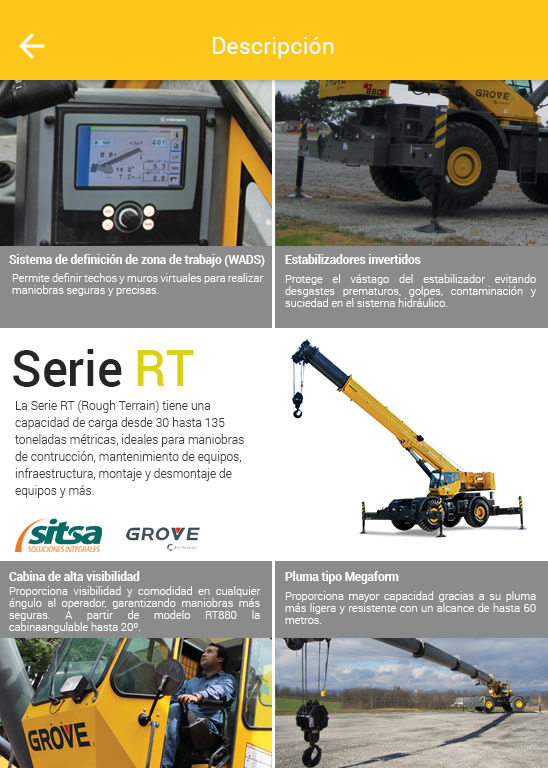 Descripción
GROVE
RT
880E
GROVE
Sistema de definición de zona de trabajo (WADS)
Permite definir techos y muros virtuales para realizar
maniobras seguras y precisas.
Estabilizadores invertidos
Protege el vástago del estabilizador evitando
desgastes prematuros, golpes, contaminación y
suciedad en el sistema hidráulico.
Serie RT
La Serie RT (Rough Terrain) tiene una
capacidad de carga desde 30 hasta 135
toneladas métricas, ideales para maniobras
de contrucción, mantenimiento de equipos,
infraestructura, montaje y desmontaje de
equipos y más.
sitsa
SOLUCIONES INTEGRALES
GROVE
Cabina de alta visibilidad
Proporciona visibilidad y comodidad en cualquier
ángulo al operador, garantizando maniobras más
seguras. A partir de modelo RT880 la
cabinaangulable hasta 20º.
Pluma tipo Megaform
Proporciona mayor capacidad gracias a su pluma
más ligera y resistente con un alcance de hasta 60
metros.
GROVE